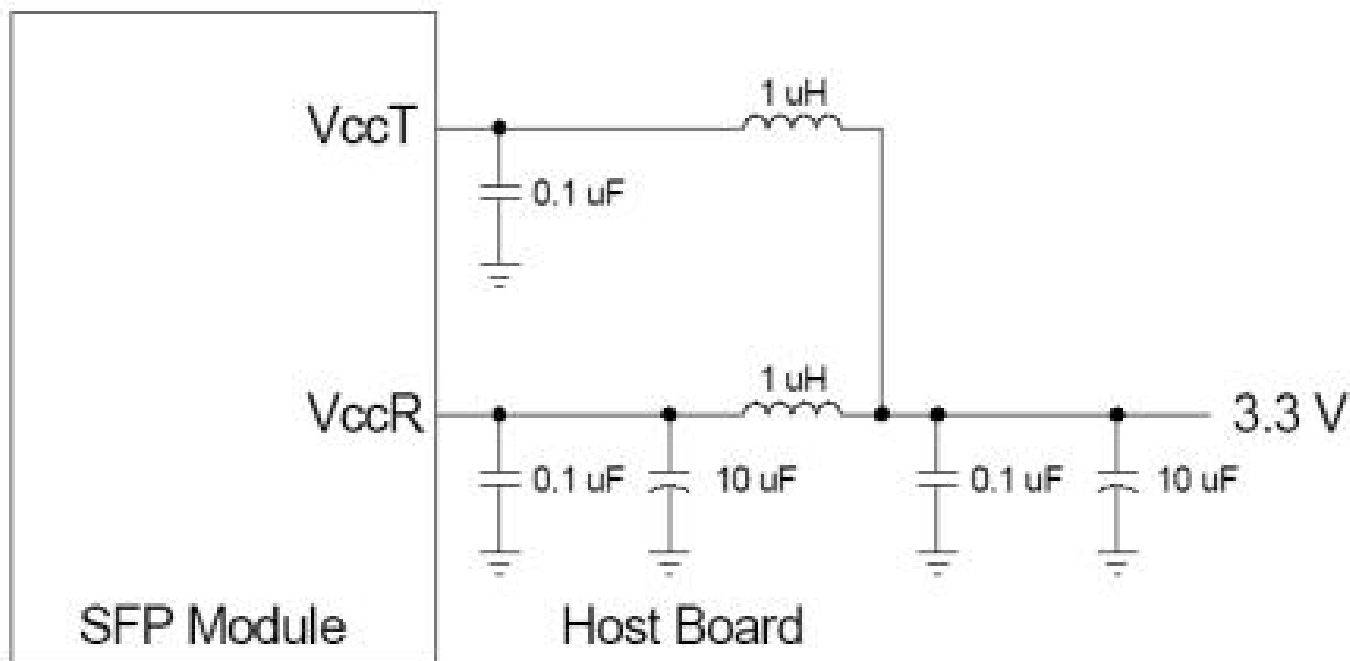 1 uH
VccT
0.1 uF
1 uH
VccR
3.3 V
0.1 uF
10 uF
0.1 uF
10 uF
SFP Module
Host Board